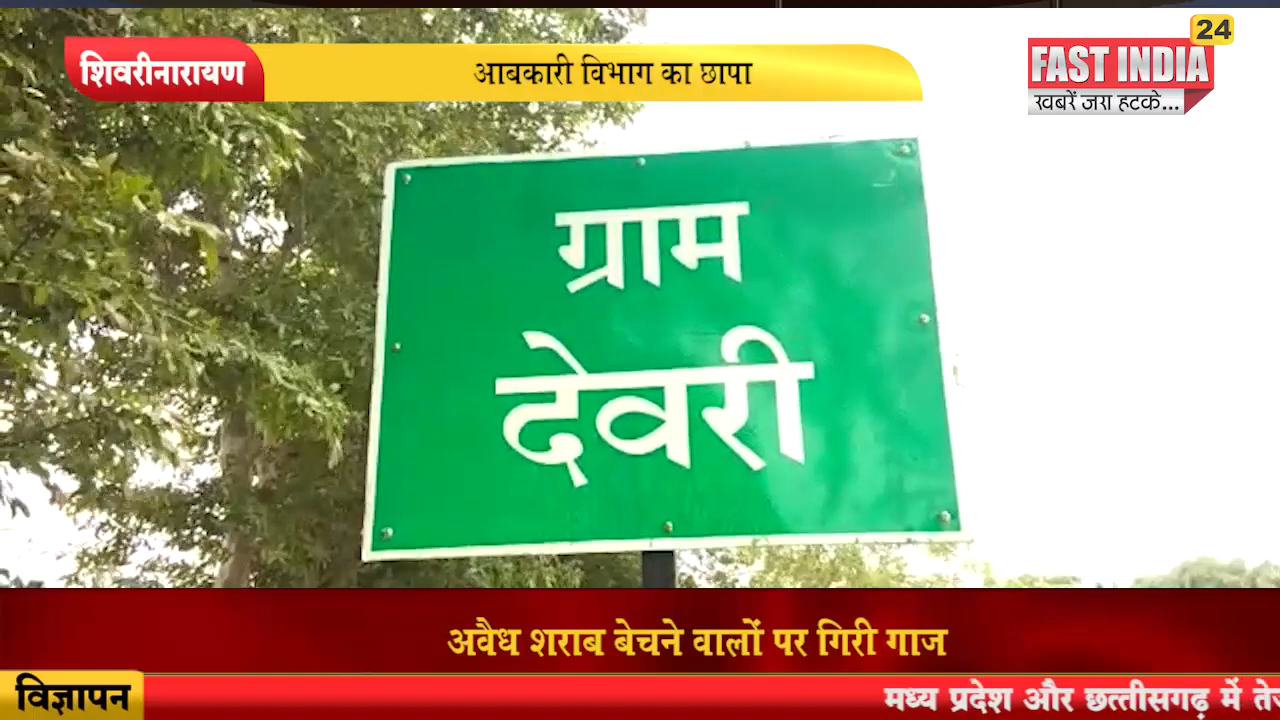 शिवरीनारायण
आबकारी विभाग का छापा
24
FAST INDIA
खबरें जरा हटके...
ग्राम
देवरी
अवैध शराब बेचने वालों पर गिरी गाज
विज्ञापन
मध्य प्रदेश और छत्तीसगढ़ में